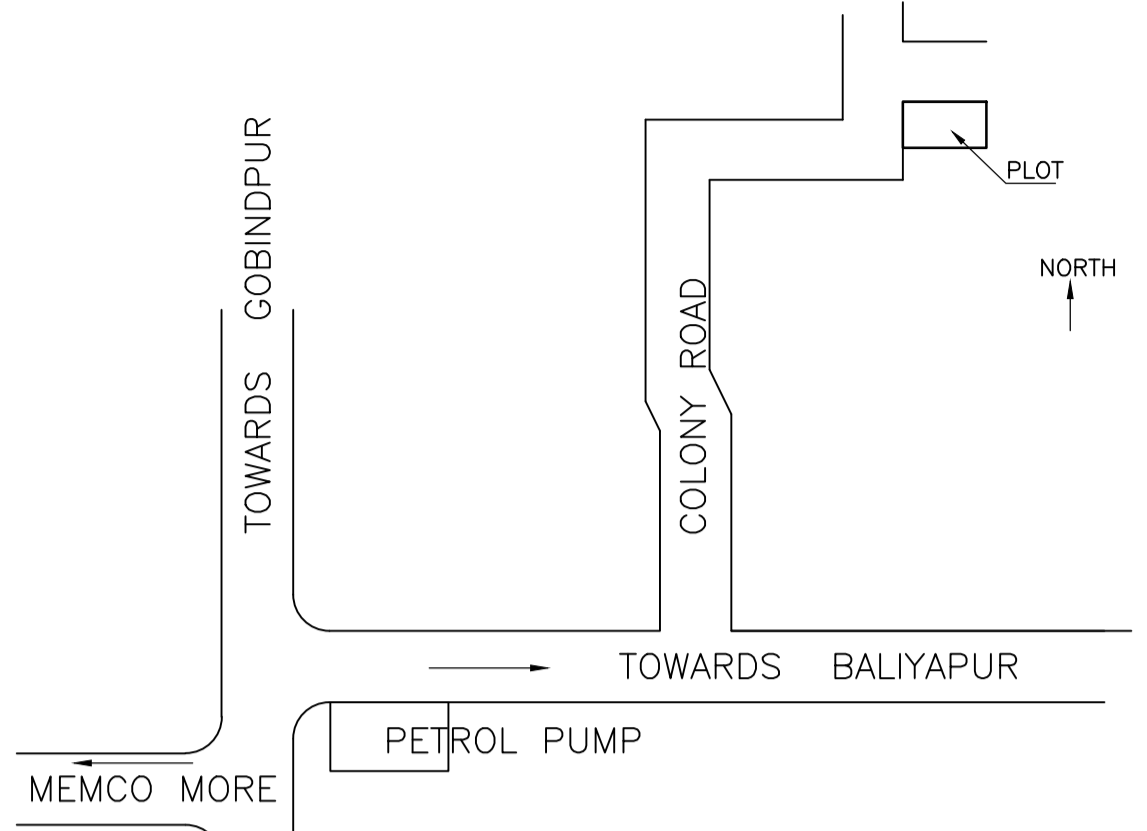 PLOT
NORTH
TOWARDS GOBINDPUR
COLONY ROAD
TOWARDS BALIYAPUR
PETROL PUMP
MEMCO MORE